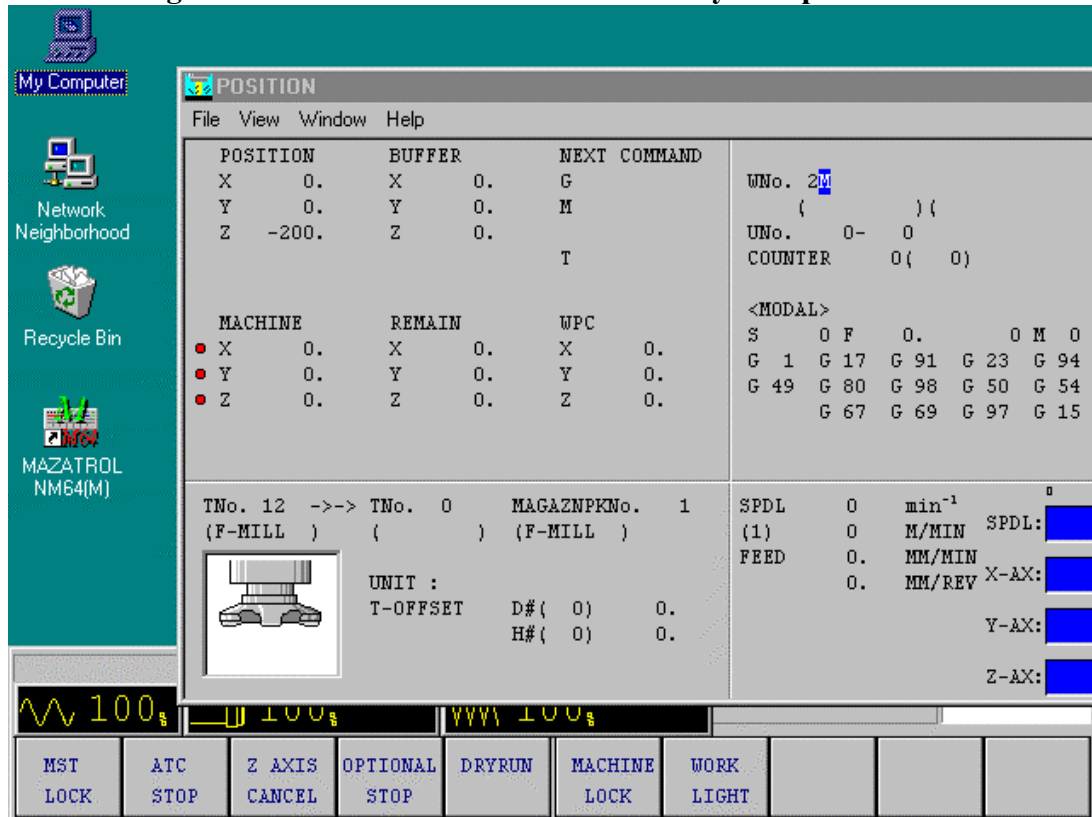 My Computer
Network
Neighborhood
Recycle Bin
M64
MAZATROL
NM64(M)
POSITION
File View Window Help
POSITION BUFFER NEXT COMMAND
X 0. X 0. G
Y 0. Y 0. M
Z -200. Z 0.
T
MACHINE REMAIN WPC
X 0. X 0. X 0.
Y 0. Y 0. Y 0.
Z 0. Z 0. Z 0.
WNo. 2M
( )(
UNo. 0- 0
COUNTER 0( 0)
<MODAL>
S 0 F 0. 0 M 0
G 1 G 17 G 91 G 23 G 94
G 49 G 80 G 98 G 50 G 54
G 67 G 69 G 97 G 15
TNo. 12 ->-> TNo. 0 MAGAZNPKNo. 1
(F-MILL ) ( ) (F-MILL )
UNIT :
T-OFFSET D#( 0) 0.
H#( 0) 0.
SPDL 0 min-1
(1) 0 M/MIN
FEED 0. MM/MIN
0. MM/REV
0
SPDL:
X-AX:
Y-AX:
Z-AX:
100% 100% 100%
MST LOCK
ATC STOP
Z AXIS CANCEL
OPTIONAL STOP
DRYRUN
MACHINE LOCK
WORK LIGHT